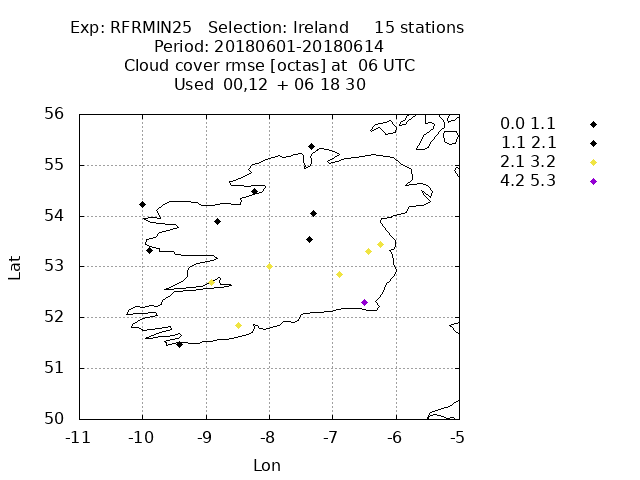 Exp: RFRMIN25   Selection: Ireland     15 stations
Period: 20180601-20180614
Cloud cover rmse [octas] at  06 UTC
Used  00,12  + 06 18 30
56
55
54
53
52
51
50
-11 -10 -9 -8 -7 -6 -5
Lat
Lon
0.0 1.1
1.1 2.1
2.1 3.2
4.2 5.3